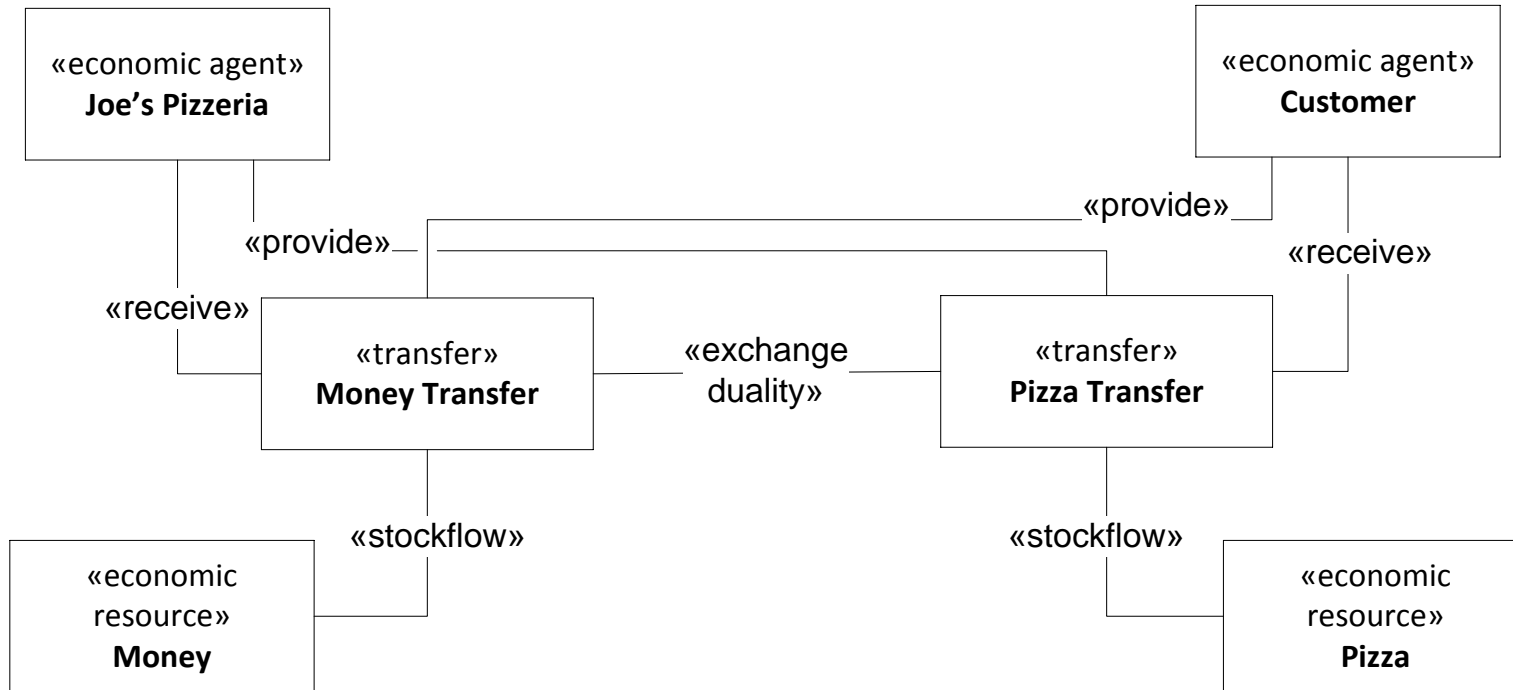 «economic agent»
Joe’s Pizzeria
«economic agent»
Customer
«provide»
«provide»
«receive»
«receive»
«transfer»
Money Transfer
«exchange
duality»
«transfer»
Pizza Transfer
«stockflow»
«stockflow»
«economic
resource»
Money
«economic
resource»
Pizza